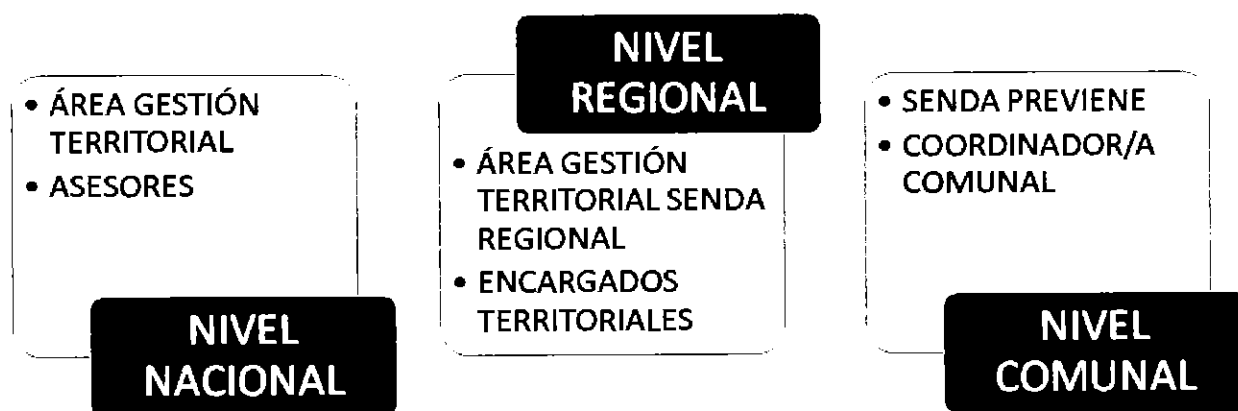 • ÁREA GESTIÓN
TERRITORIAL
• ASESORES
NIVEL
NACIONAL
NIVEL
REGIONAL
• ÁREA GESTIÓN
TERRITORIAL SENDA
REGIONAL
• ENCARGADOS
TERRITORIALES
• SENDA PREVIENE
• COORDINADOR/A
COMUNAL
NIVEL
COMUNAL